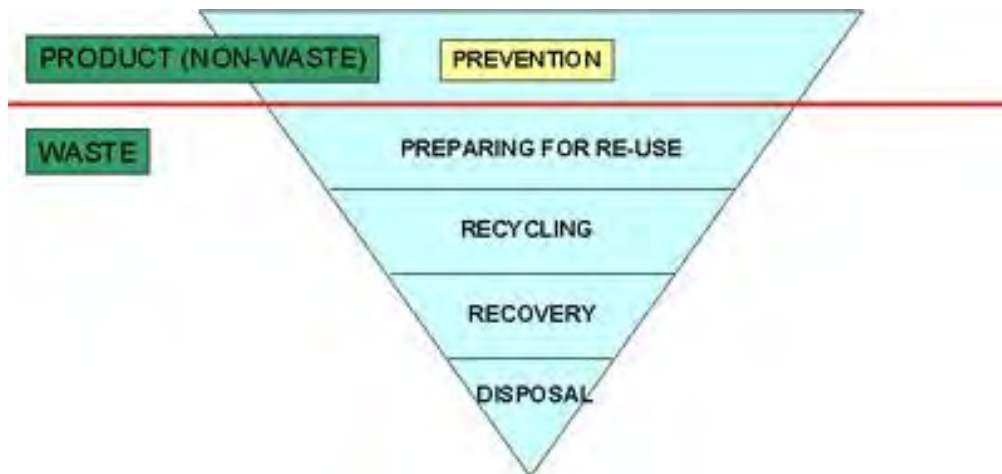 PRODUCT (NON-WASTE)
PREVENTION
WASTE
PREPARING FOR RE-USE
RECYCLING
RECOVERY
DISPOSAL